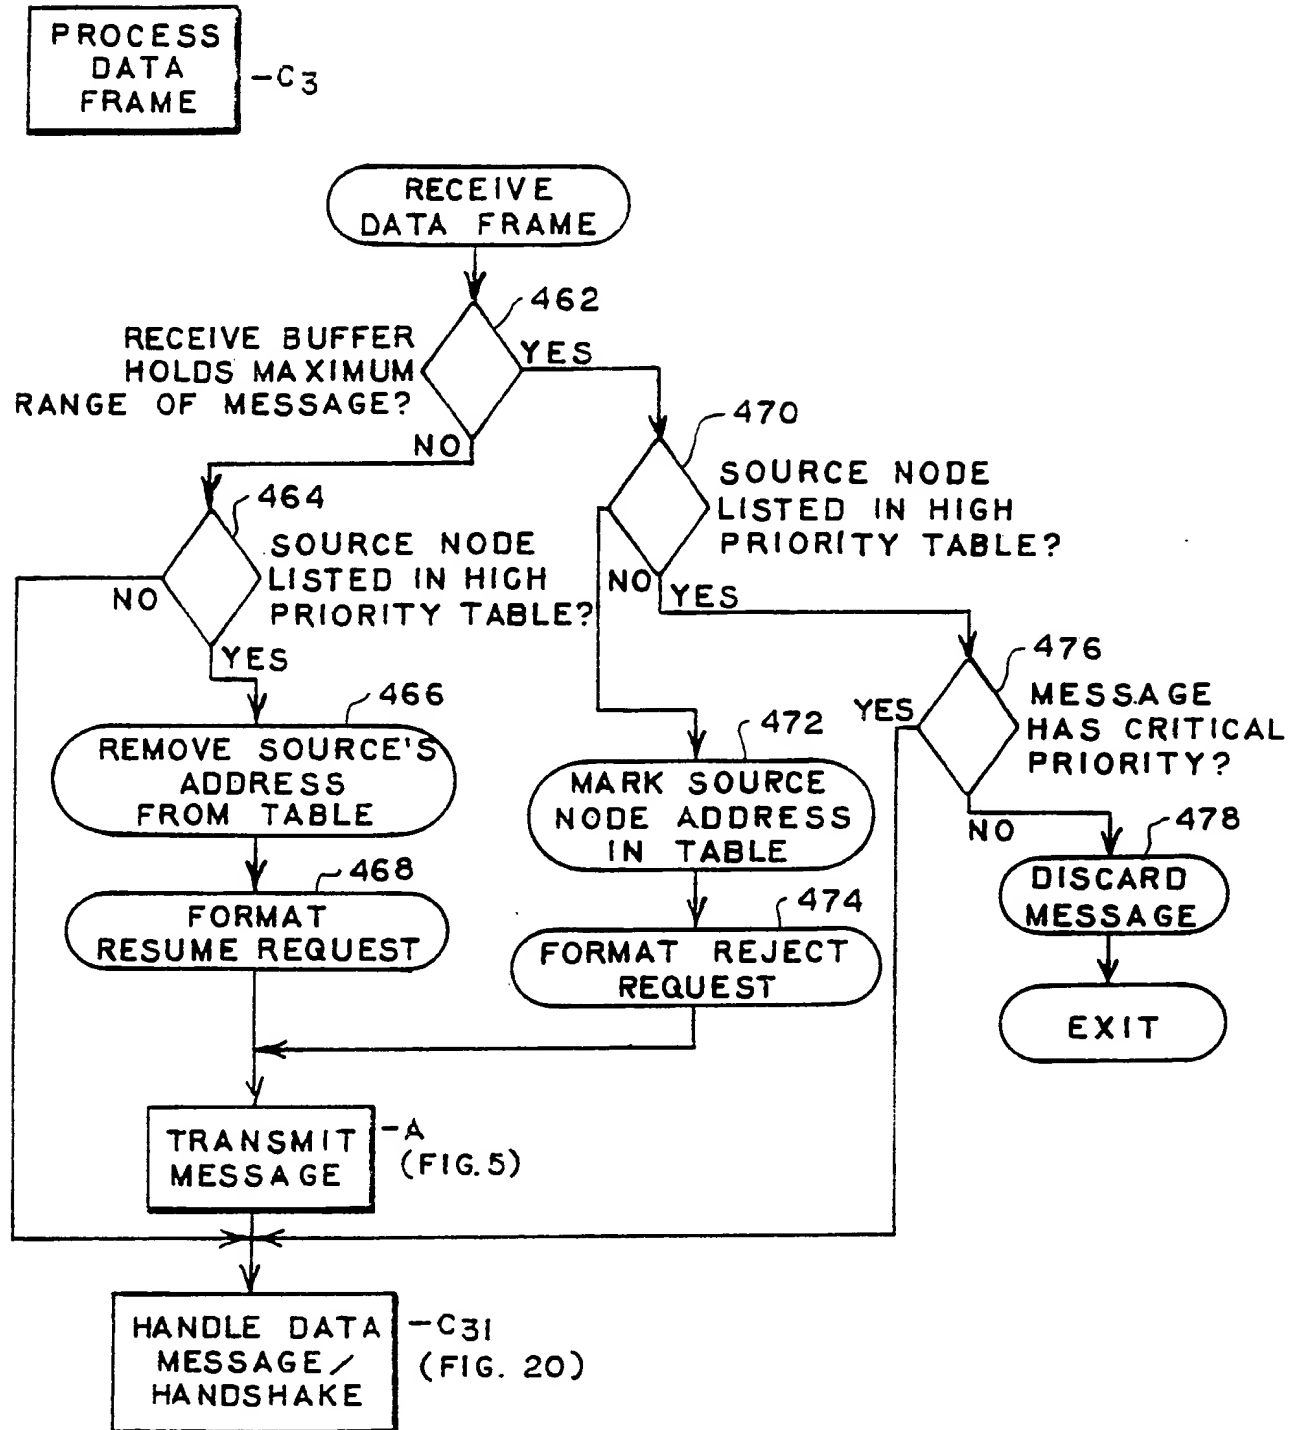 PROCESS
DATA
FRAME
-C3
RECEIVE
DATA FRAME
462
RECEIVE BUFFER
HOLDS MAXIMUM
RANGE OF MESSAGE?
YES
NO
470
SOURCE NODE
LISTED IN HIGH
PRIORITY TABLE?
464
SOURCE NODE
LISTED IN HIGH
PRIORITY TABLE?
NO
YES
NO
YES
476
MESSAGE
HAS CRITICAL
PRIORITY?
YES
NO
466
REMOVE SOURCE'S
ADDRESS
FROM TABLE
472
MARK SOURCE
NODE ADDRESS
IN TABLE
478
DISCARD
MESSAGE
468
FORMAT
RESUME REQUEST
474
FORMAT REJECT
REQUEST
EXIT
TRANSMIT
MESSAGE
-A
(FIG.5)
HANDLE DATA
MESSAGE/
HANDSHAKE
-C31
(FIG. 20)